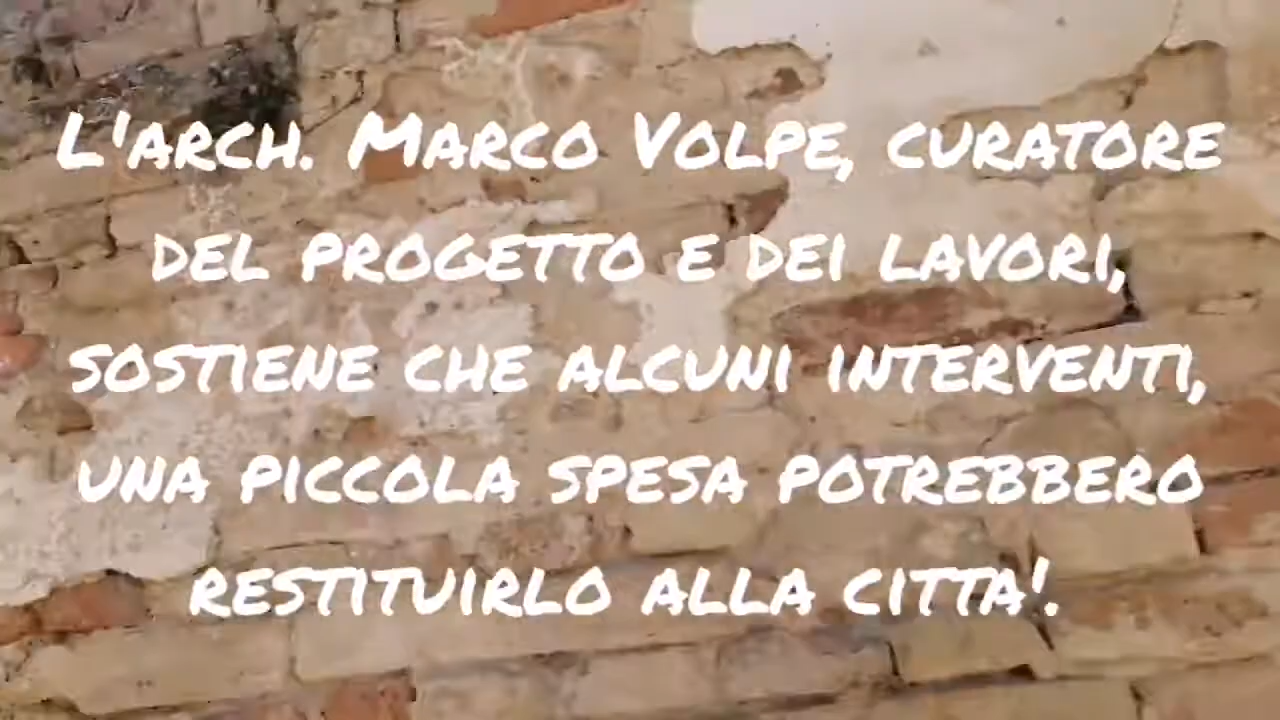 L'ARCH. MARCO VOLPE, CURATORE
DEL PROGETTO E DEI LAVORI,
SOSTIENE CHE ALCUNI INTERVENTI,
UNA PICCOLA SPESA POTREBBERO
RESTITUIRLO ALLA CITTA'.